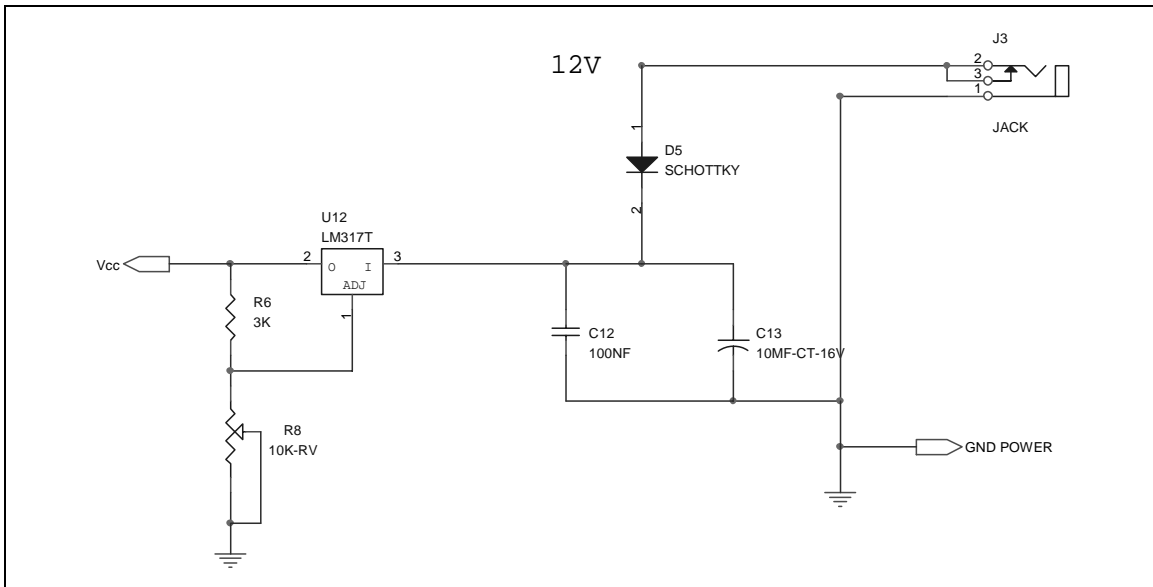 J3
12V
2
3
1
JACK
1
D5
SCHOTTKY
2
U12
LM317T
Vcc
2
O I
3
ADJ
1
R6
3K
C12
100NF
C13
10MF-CT-16V
R8
10K-RV
GND POWER